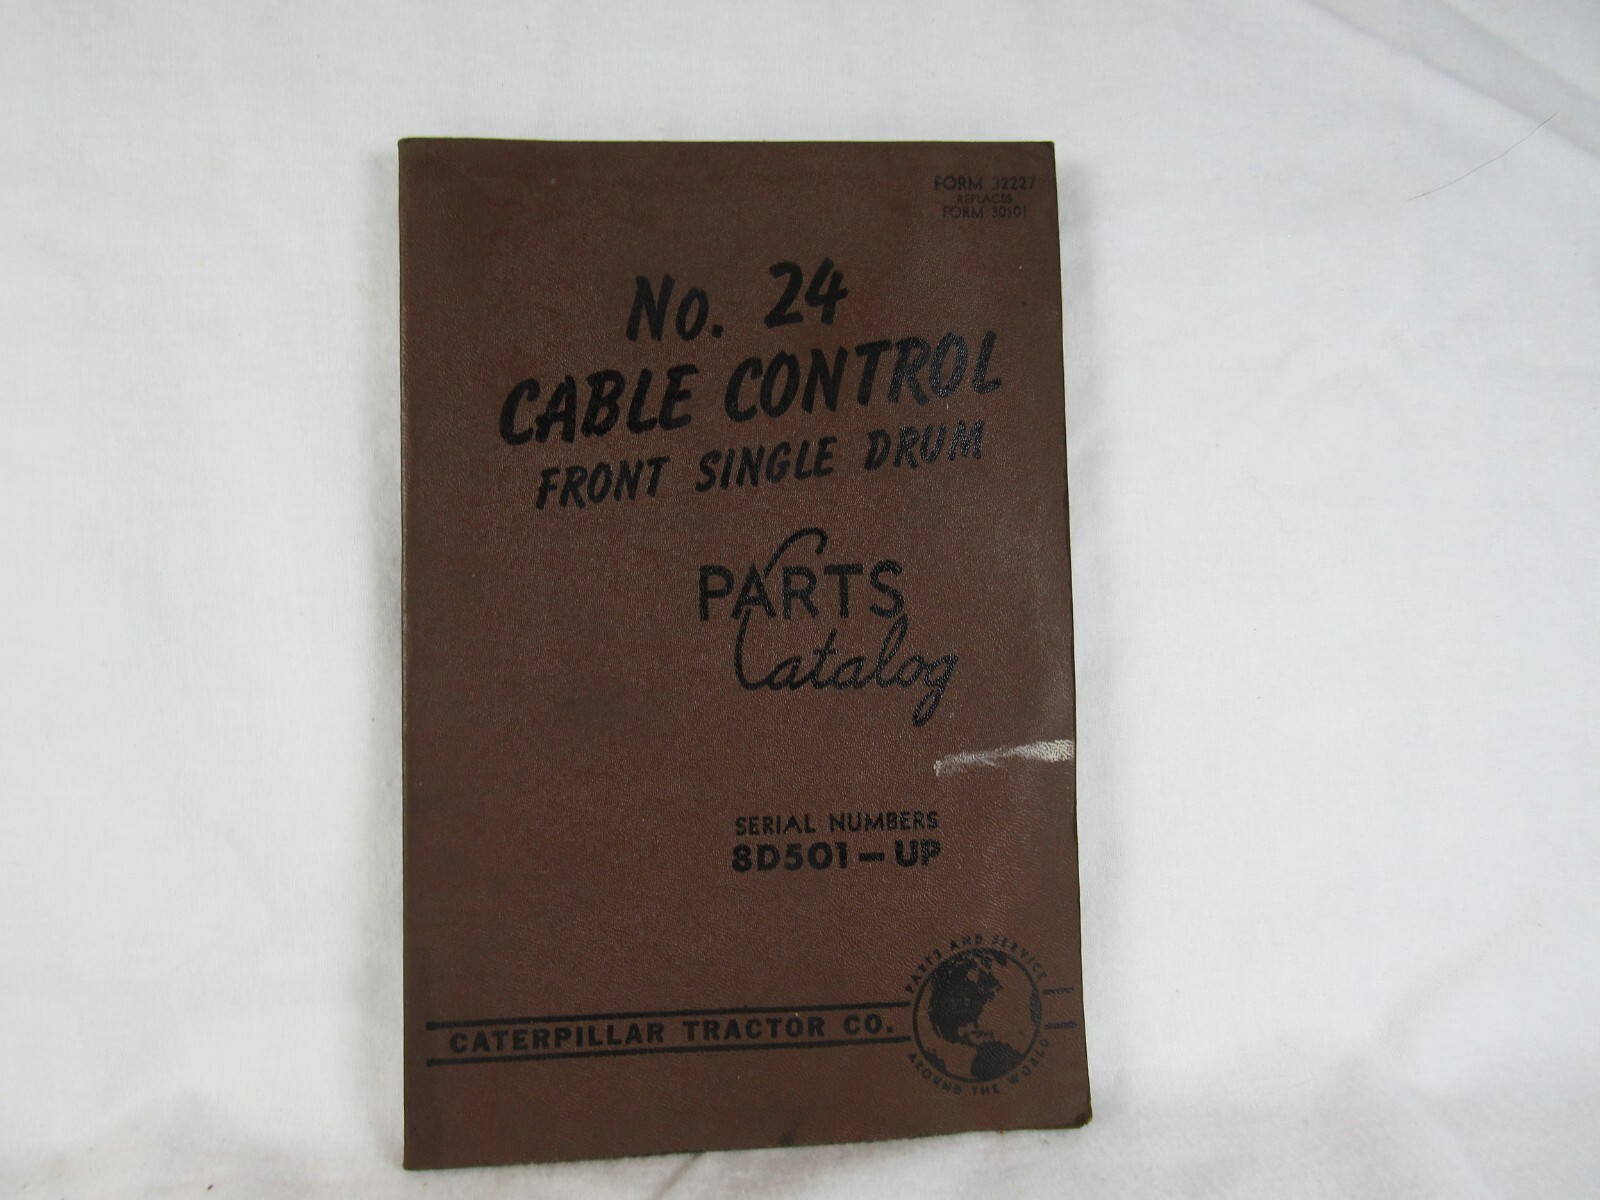 FORM 32227
REPLACES
FORM 30101
No. 24
CABLE CONTROL
FRONT SINGLE DRUM
PARTS
Catalog
SERIAL NUMBERS
8D501-UP
CATERPILLAR TRACTOR CO.
PARTS AND SERVICE
AROUND THE WORLD